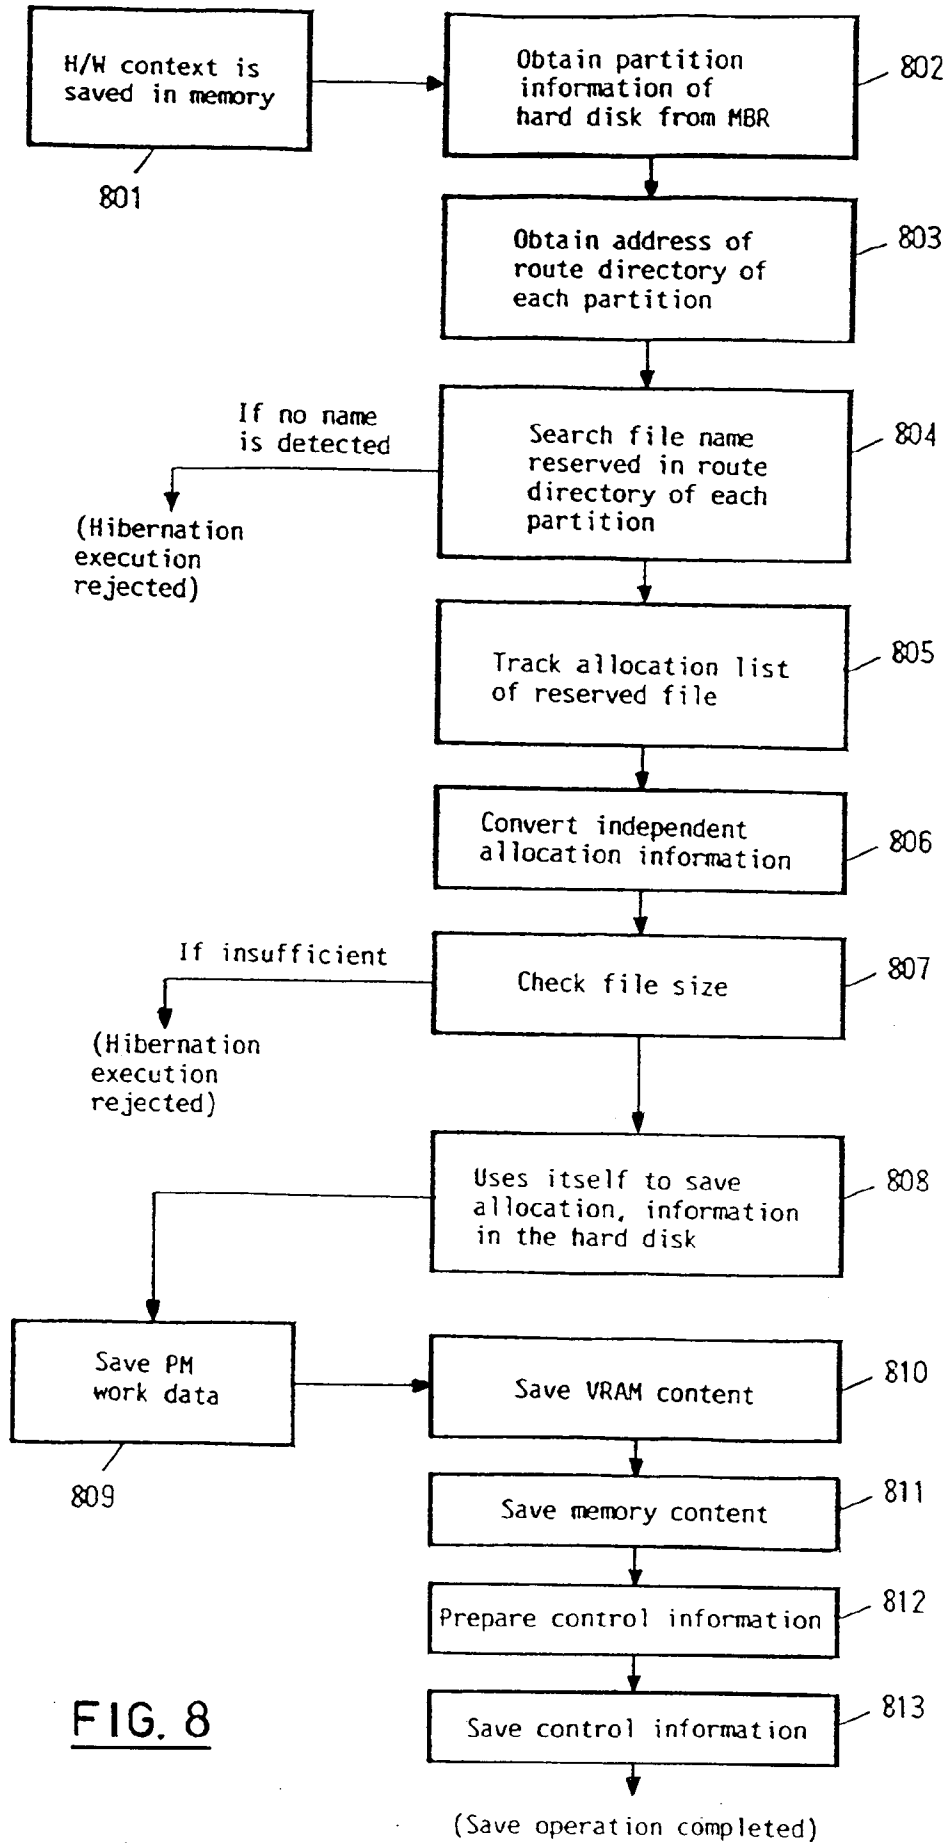 H/W context is
saved in memory
801
Obtain partition
information of
hard disk from MBR
802
Obtain address of
route directory of
each partition
803
If no name
is detected
(Hibernation
execution
rejected)
Search file name
reserved in route
directory of each
partition
804
Track allocation list
of reserved file
805
Convert independent
allocation information
806
If insufficient
(Hibernation
execution
rejected)
Check file size
807
Uses itself to save
allocation, information
in the hard disk
808
Save PM
work data
809
Save VRAM content
810
Save memory content
811
Prepare control information
812
Save control information
813
(Save operation completed)
FIG. 8